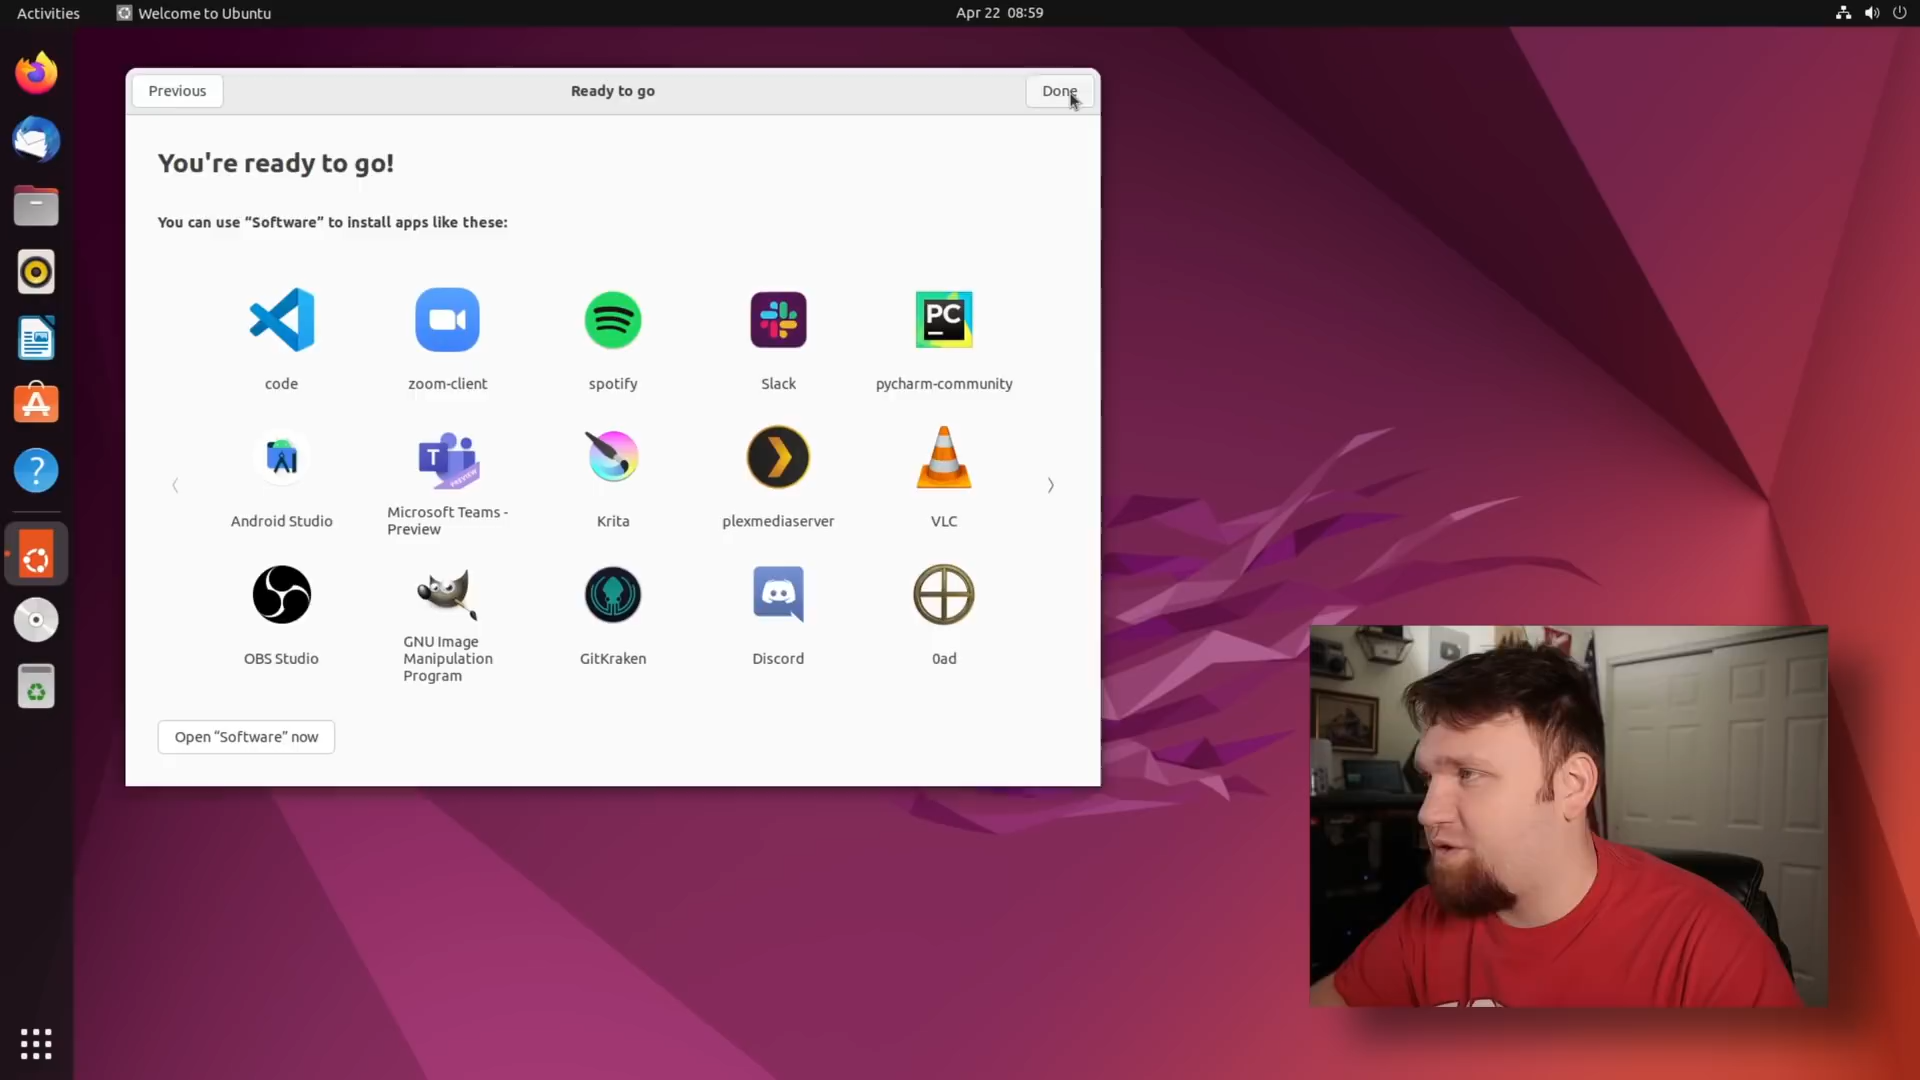 Activities
Welcome to Ubuntu
Apr 22 08:59
Previous
Ready to go
Done
You're ready to go!
You can use “Software” to install apps like these:
code
zoom-client
spotify
Slack
PC
pycharm-community
Android Studio
T
PREVIEW
Microsoft Teams -
Preview
Krita
plexmediaserver
VLC
OBS Studio
GNU Image
Manipulation
Program
GitKraken
Discord
0ad
Open “Software” now